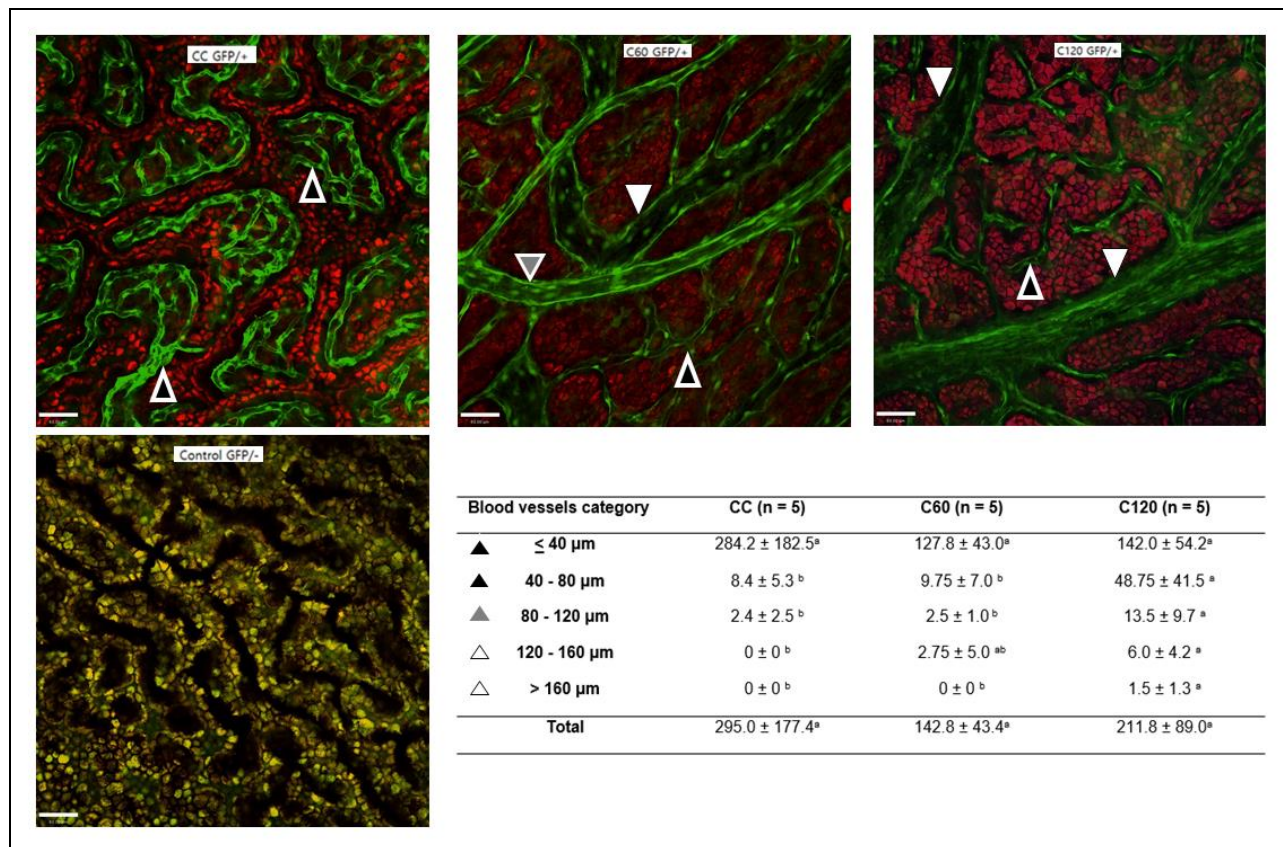 CC GFP/+
C60 GFP/+
C120 GFP/+
Control GFP/-
Blood vessels category CC (n = 5) C60 (n = 5) C120 (n = 5)
≤ 40 µm 284.2 ± 182.5ᵃ 127.8 ± 43.0ᵃ 142.0 ± 54.2ᵃ
40 - 80 µm 8.4 ± 5.3 ᵇ 9.75 ± 7.0 ᵇ 48.75 ± 41.5 ᵃ
80 - 120 µm 2.4 ± 2.5 ᵇ 2.5 ± 1.0 ᵇ 13.5 ± 9.7 ᵃ
120 - 160 µm 0 ± 0 ᵇ 2.75 ± 5.0 ᵃᵇ 6.0 ± 4.2 ᵃ
> 160 µm 0 ± 0 ᵇ 0 ± 0 ᵇ 1.5 ± 1.3 ᵃ
Total 295.0 ± 177.4ᵃ 142.8 ± 43.4ᵃ 211.8 ± 89.0ᵃ